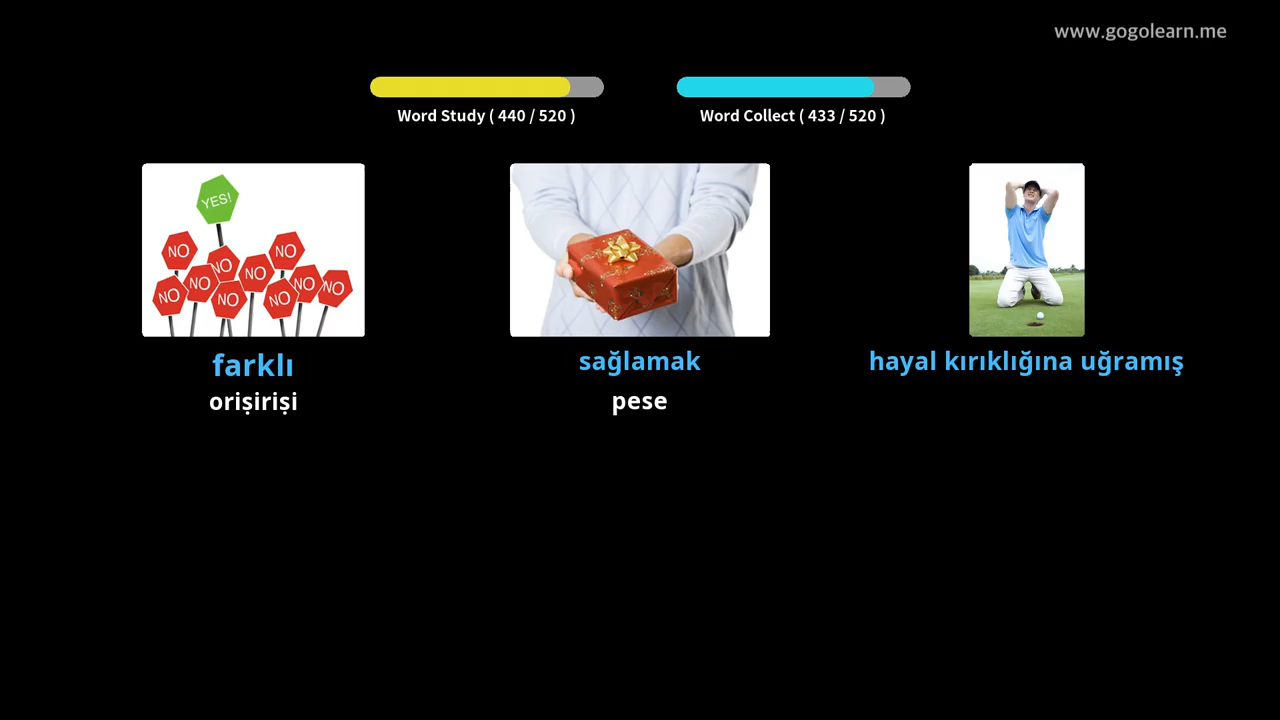 www.gogolearn.me
Word Study ( 440 / 520 )
Word Collect ( 433 / 520 )
YES!
NO
NO
NO
NO
NO
NO
NO
NO
NO
NO
farklı
orișiriși
sağlamak
pese
hayal kırıklığına uğramış